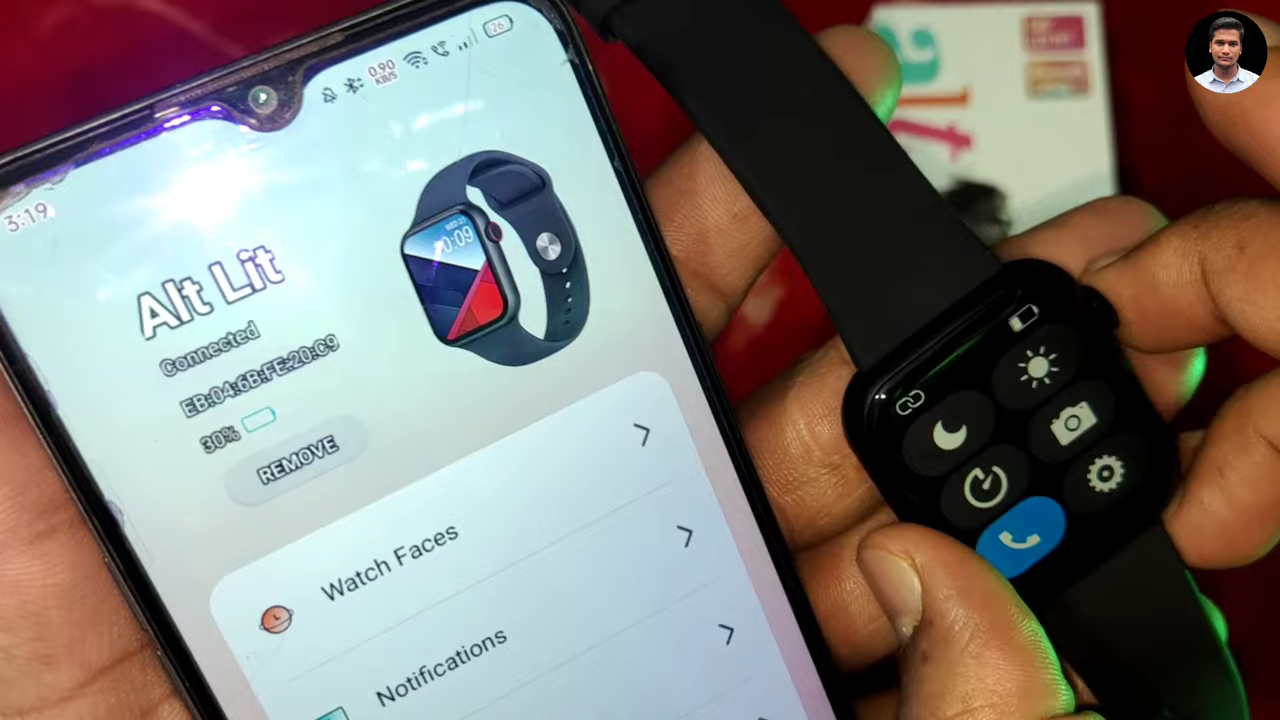 3:19
0.90
KB/S
26
Alt Lit
Connected
EB:04:6B:FE:20:C9
30%
REMOVE
Watch Faces
Notifications
alt